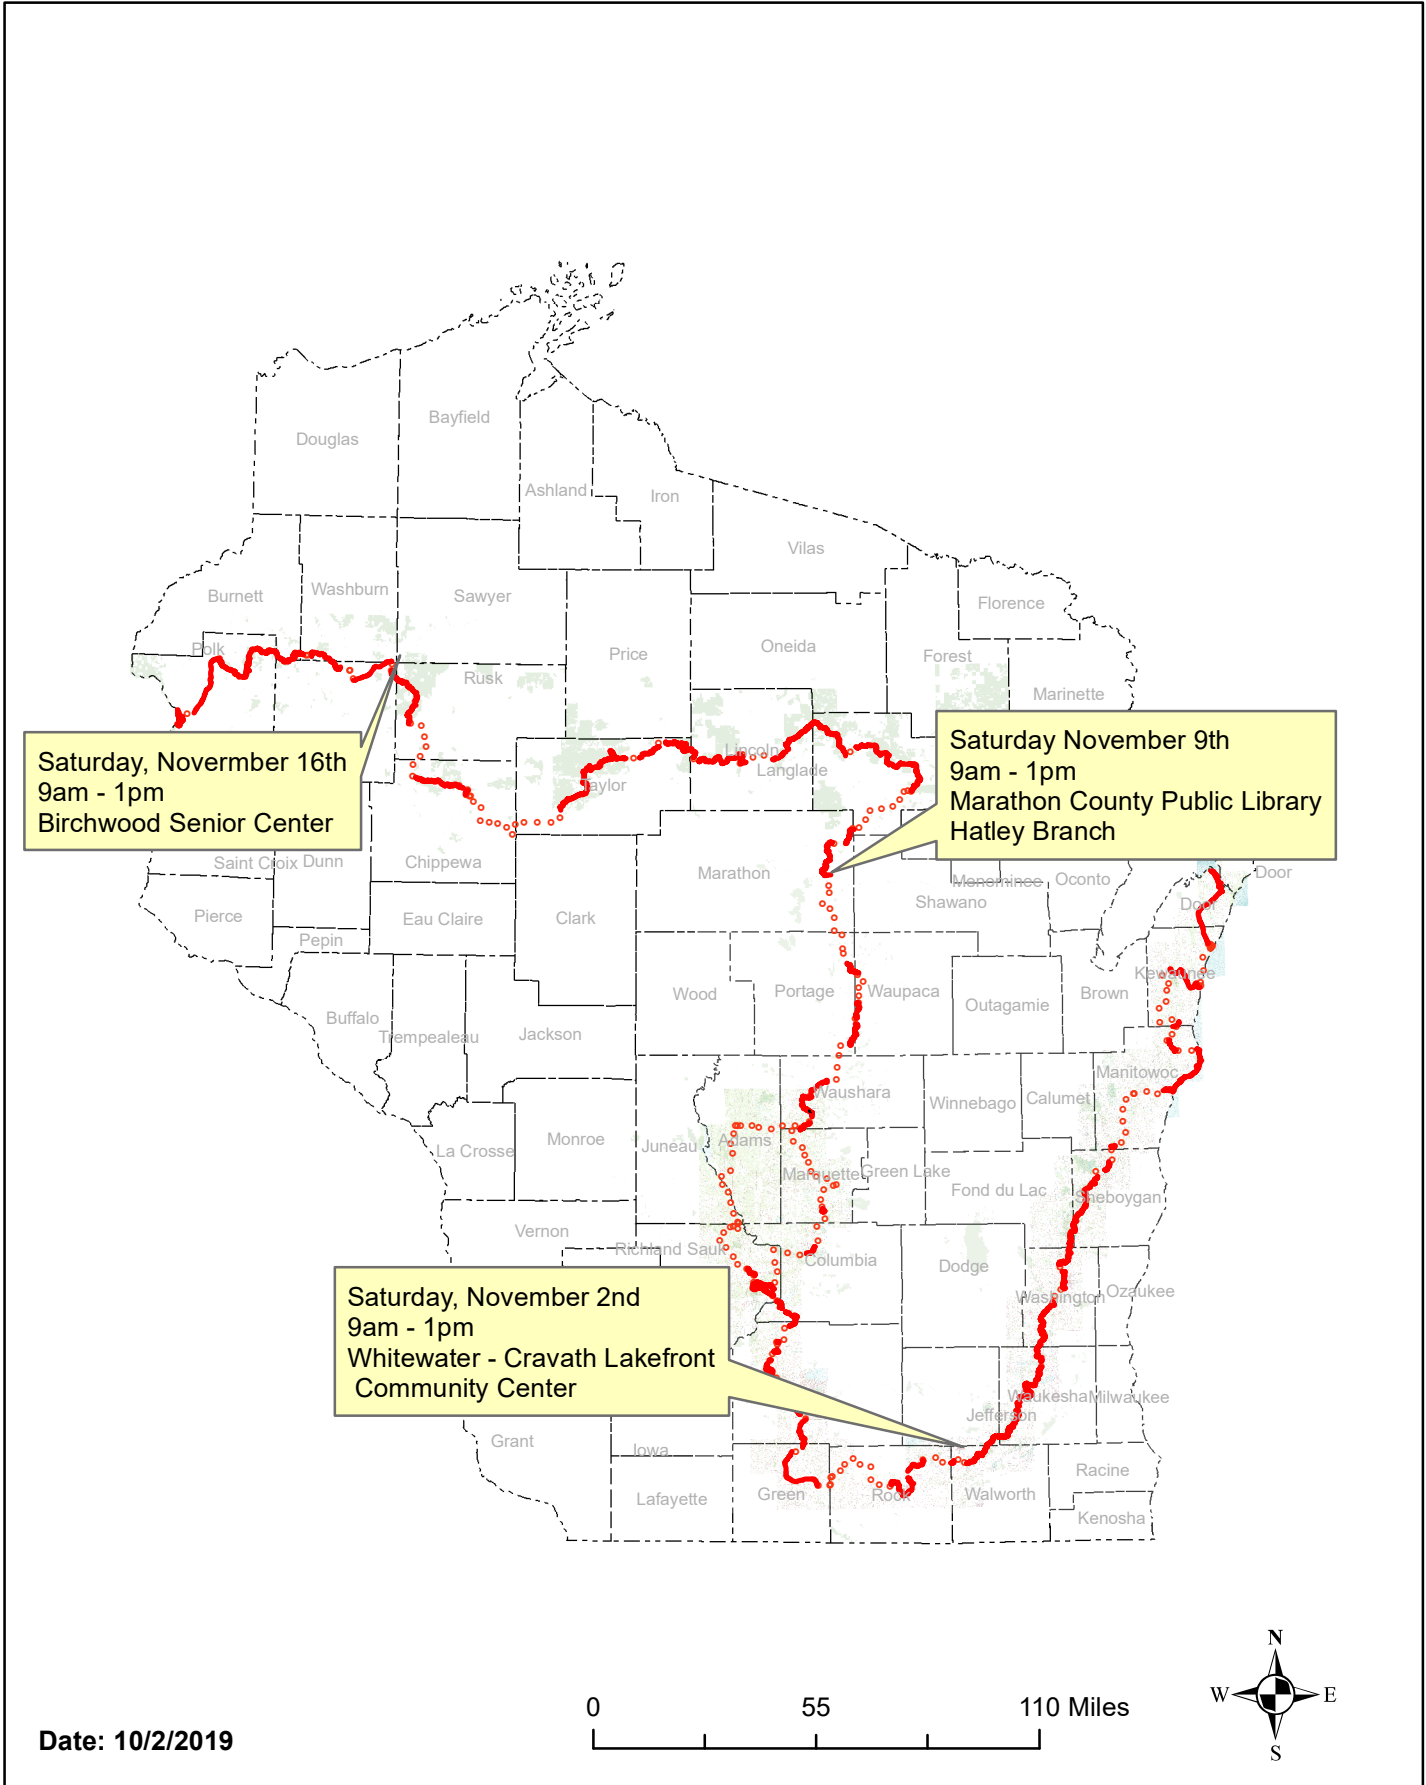 Bayfield
Douglas
Ashland
Iron
Vilas
Washburn
Burnett
Sawyer
Florence
Polk
Oneida
Price
Forest
Rusk
Marinette
Saturday November 9th
9am - 1pm
Marathon County Public Library
Hatley Branch
Saturday, Novermber 16th
9am - 1pm
Birchwood Senior Center
Lincoln
Langlade
Taylor
Saint Croix
Dunn
Chippewa
Marathon
Menominee
Oconto
Door
Shawano
Door
Pierce
Eau Claire
Clark
Pepin
Kewaunee
Wood
Portage
Waupaca
Outagamie
Brown
Buffalo
Trempealeau
Jackson
Manitowoc
Waushara
Winnebago
Calumet
La Crosse
Monroe
Juneau
Adams
Marquette
Green Lake
Fond du Lac
Sheboygan
Vernon
Richland
Sauk
Columbia
Dodge
Washington
Ozaukee
Saturday, November 2nd
9am - 1pm
Whitewater - Cravath Lakefront
Community Center
Waukesha
Milwaukee
Jefferson
Grant
Iowa
Racine
Lafayette
Green
Rock
Walworth
Kenosha
N
W
E
S
0
55
110 Miles
Date: 10/2/2019